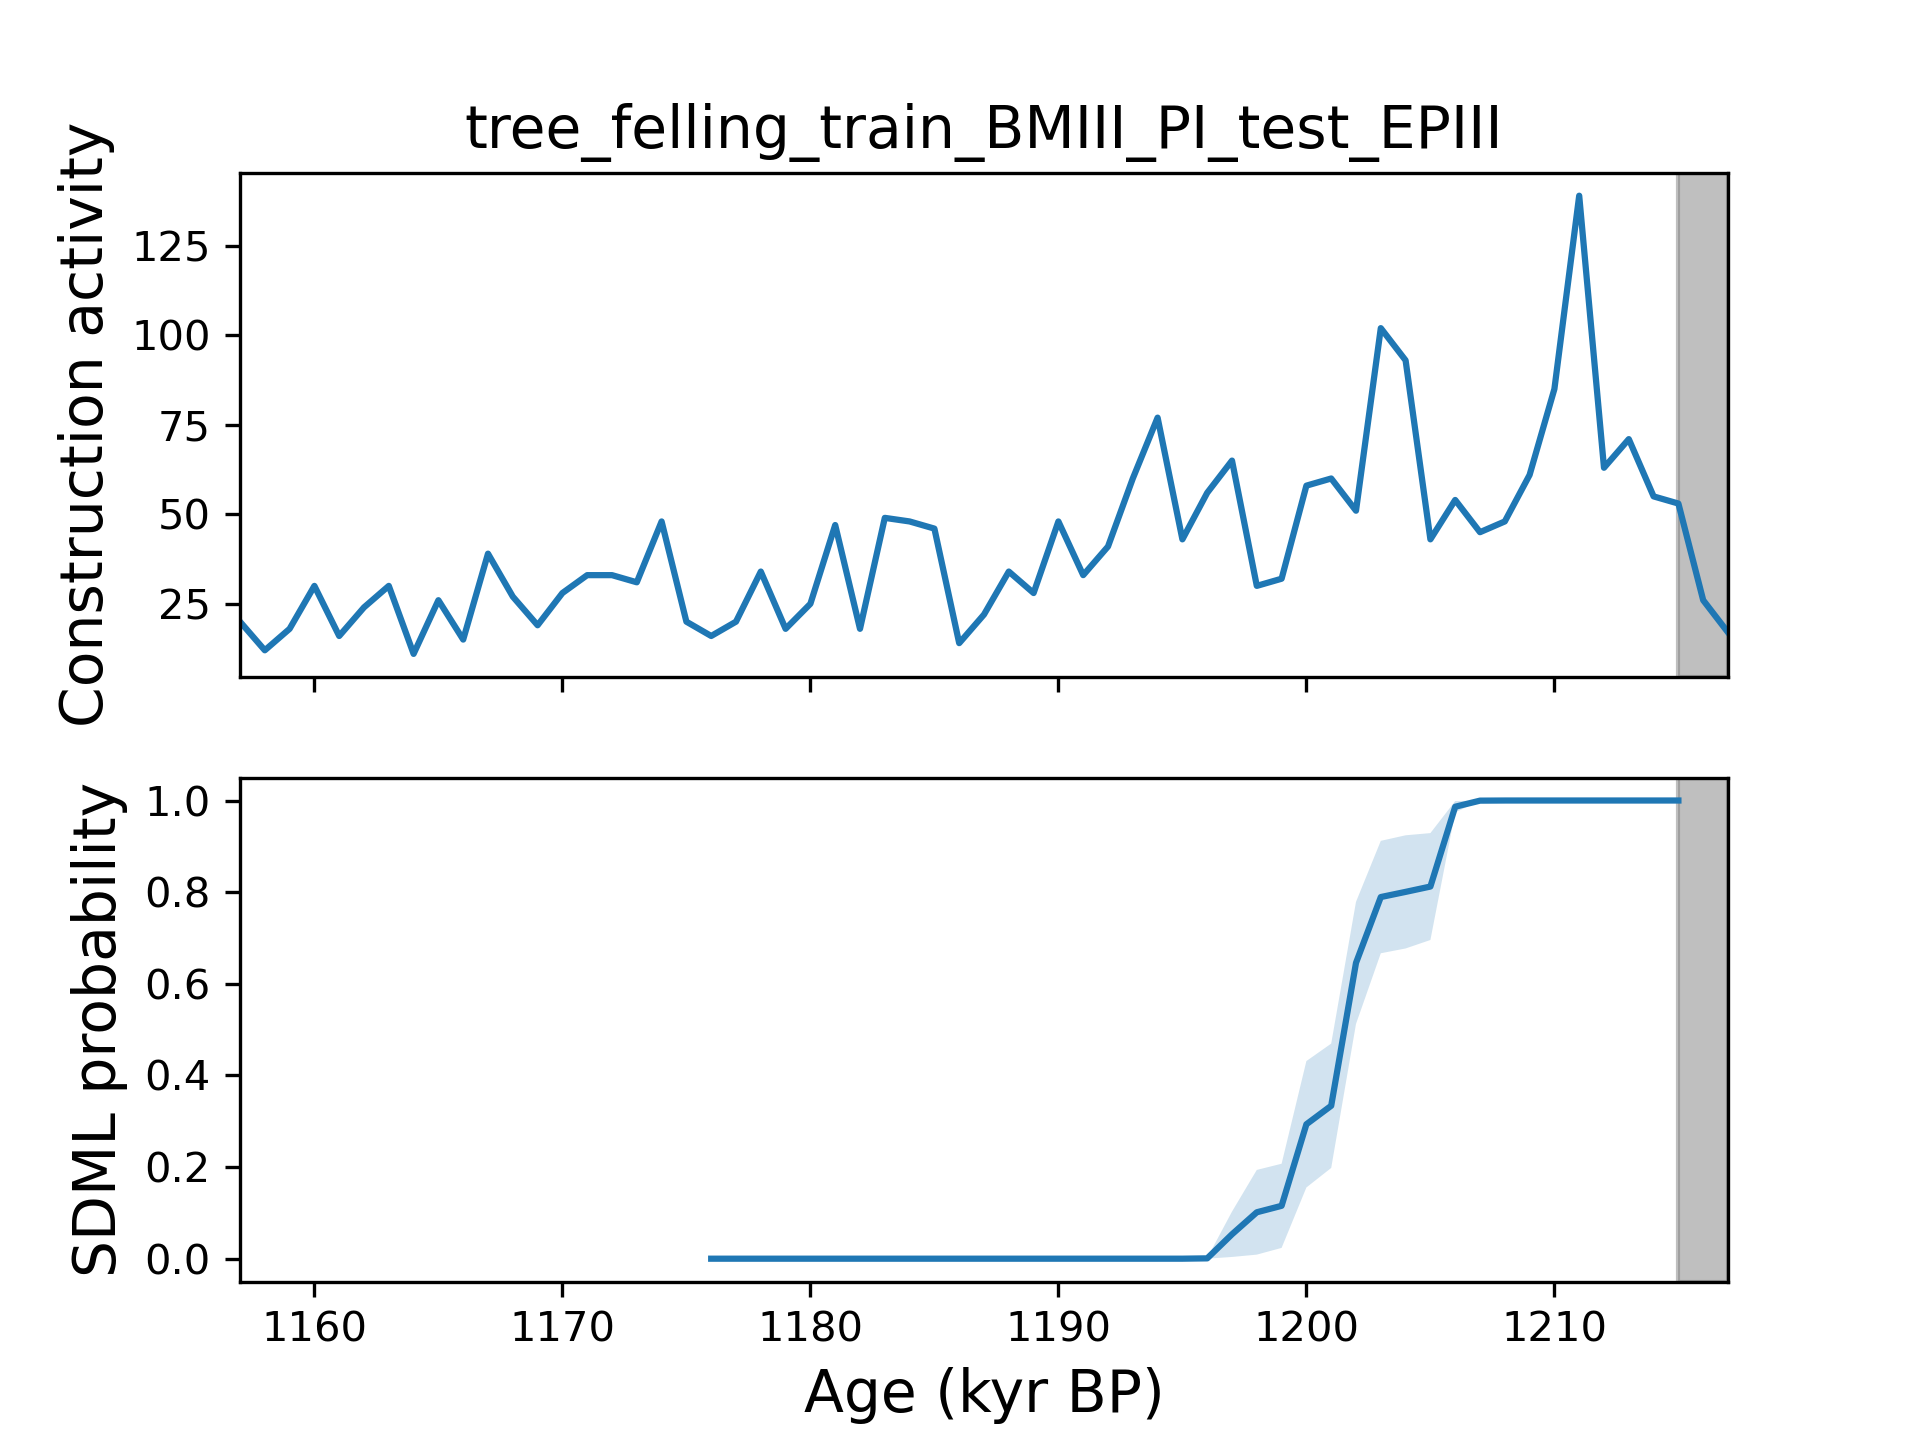 tree_felling_train_BMIII_PI_test_EPIII
Construction activity
125
100
75
50
25
SDML probability
1.0
0.8
0.6
0.4
0.2
0.0
1160 1170 1180 1190 1200 1210
Age (kyr BP)